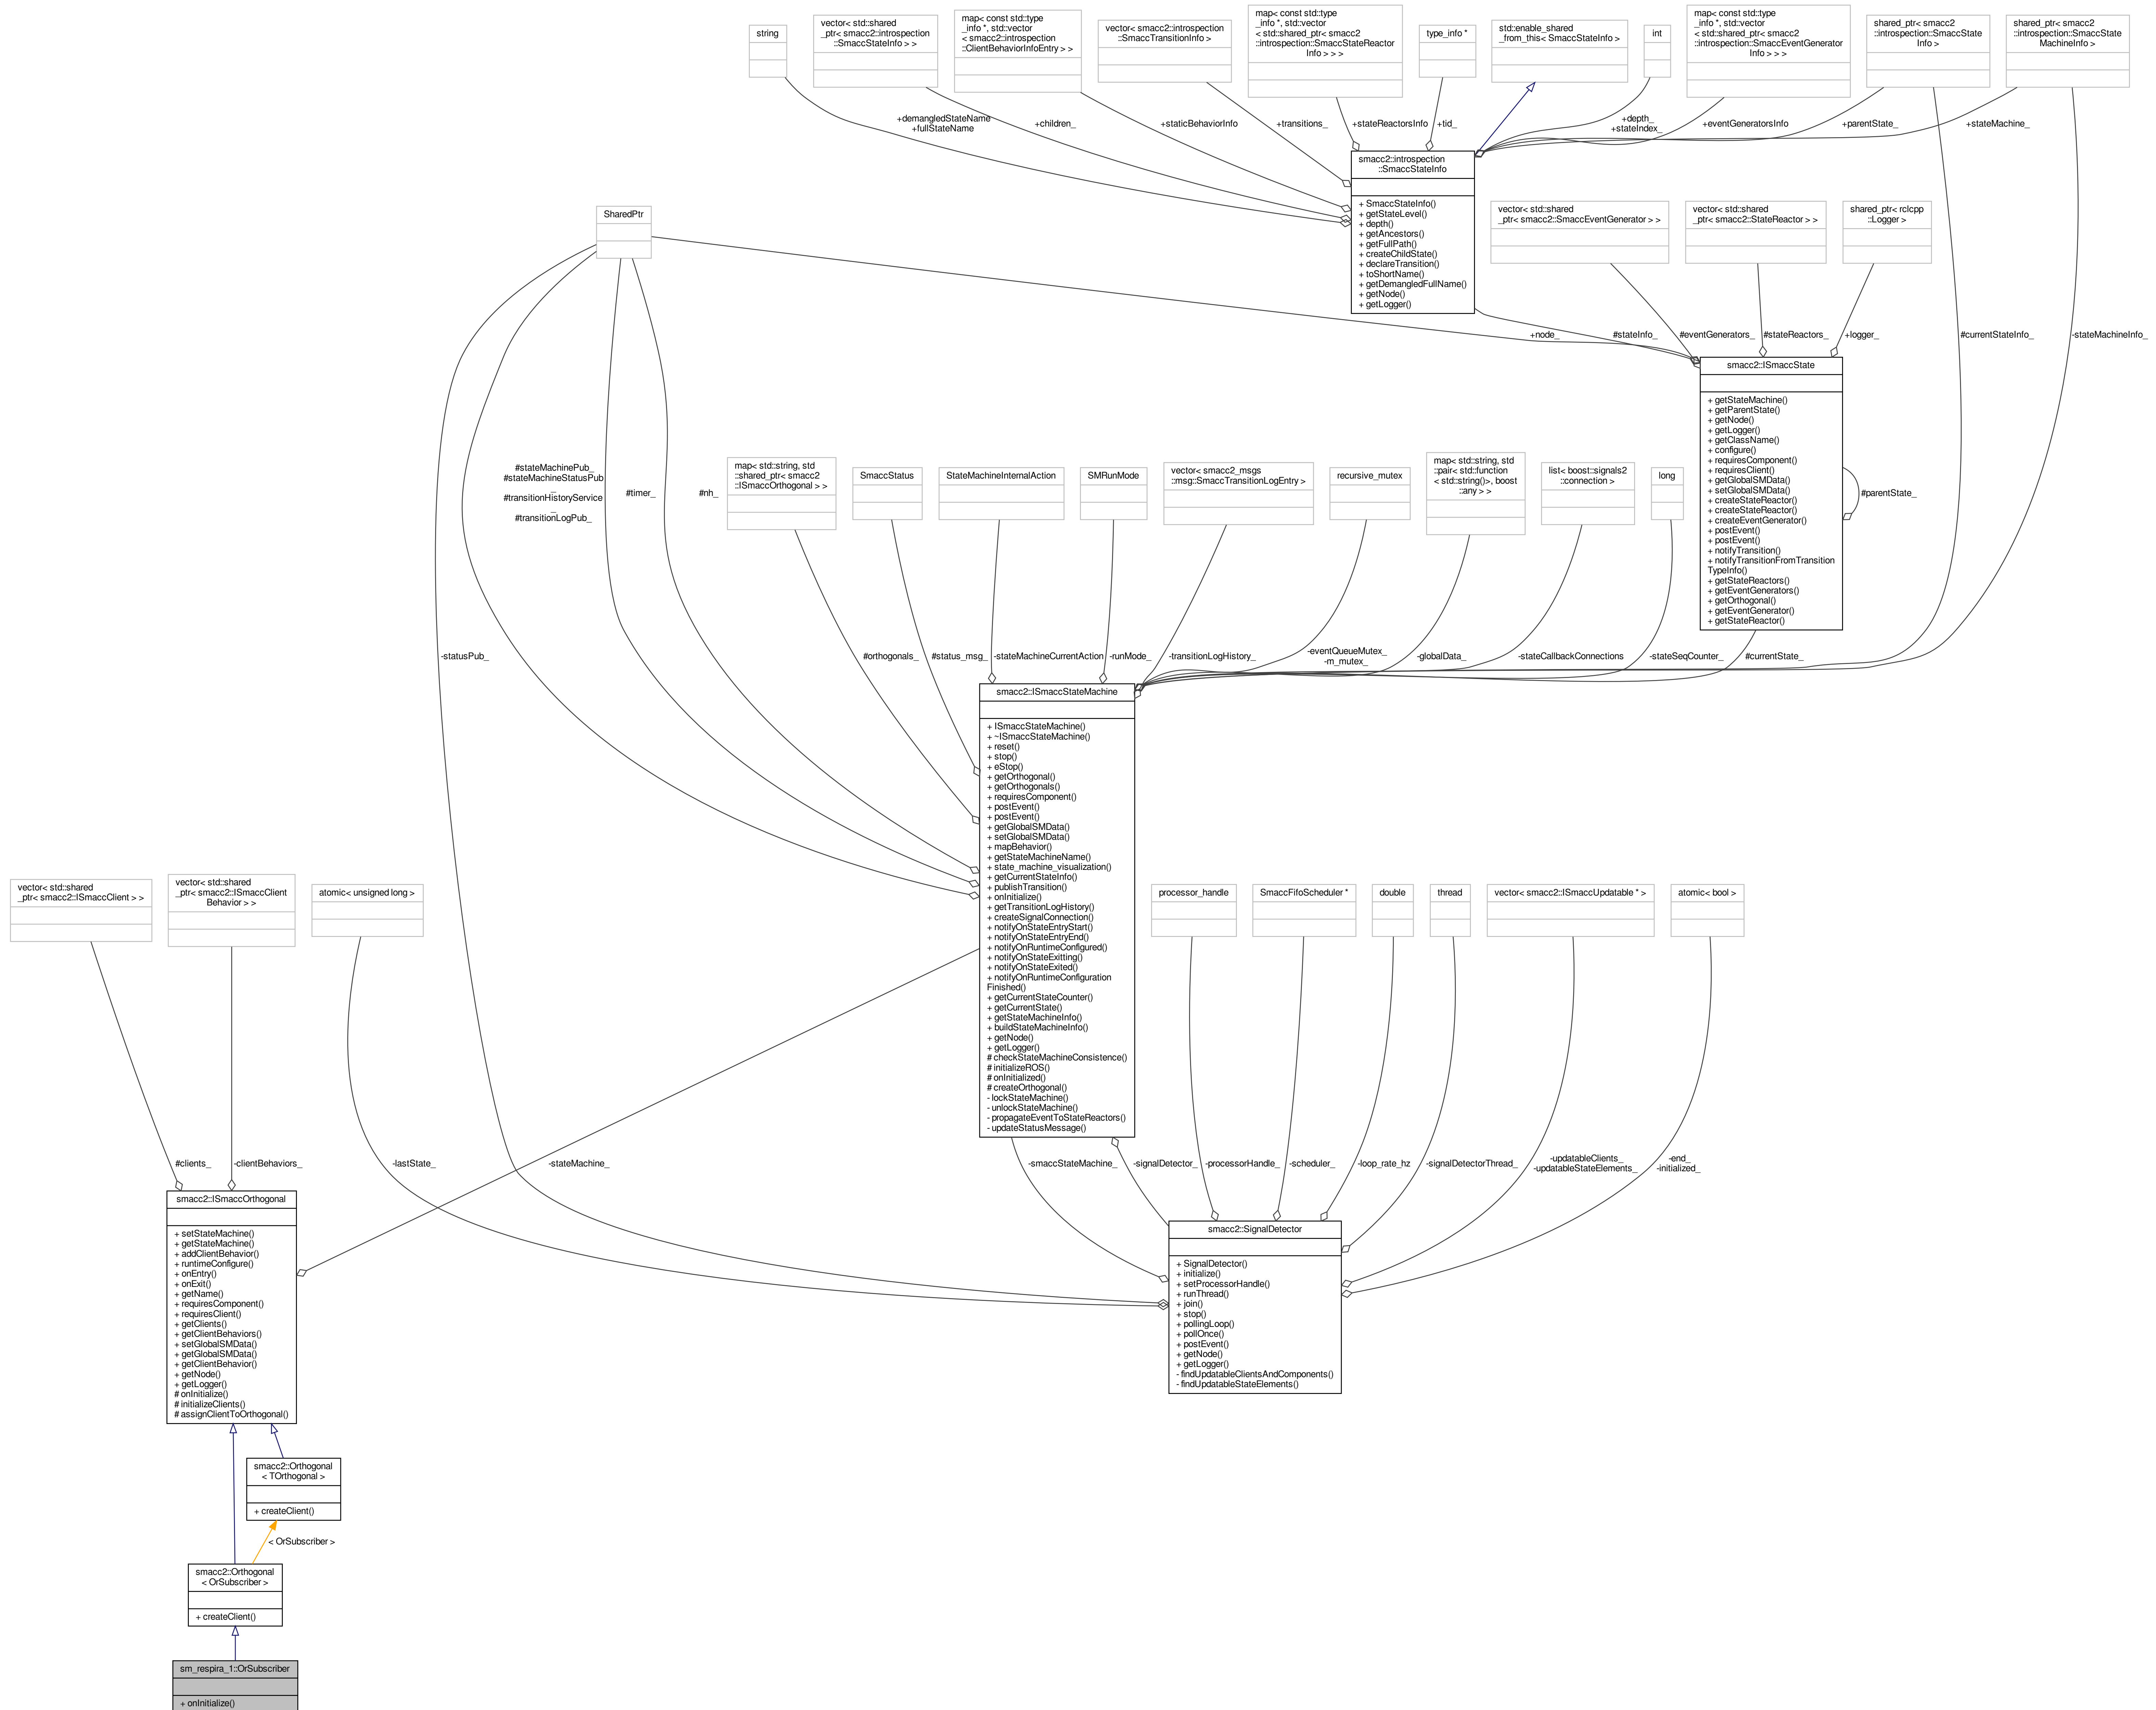 string
vector< std::shared
_ptr< smacc2::introspection
::SmaccStateInfo > >
map< const std::type
_info *, std::vector
< smacc2::introspection
::ClientBehaviorInfoEntry > >
vector< smacc2::introspection
::SmaccTransitionInfo >
map< const std::type
_info *, std::vector
< std::shared_ptr< smacc2
::introspection::SmaccStateReactor
Info > > >
type_info *
std::enable_shared
_from_this< SmaccStateInfo >
int
map< const std::type
_info *, std::vector
< std::shared_ptr< smacc2
::introspection::SmaccEventGenerator
Info > > >
shared_ptr< smacc2
::introspection::SmaccState
Info >
shared_ptr< smacc2
::introspection::SmaccState
MachineInfo >
+demangledStateName
+fullStateName
+children_
+staticBehaviorInfo
+transitions_
+stateReactorsInfo
+tid_
+depth_
+stateIndex_
+eventGeneratorsInfo
+parentState_
+stateMachine_
smacc2::introspection
::SmaccStateInfo
+ SmaccStateInfo()
+ getStateLevel()
+ depth()
+ getAncestors()
+ getFullPath()
+ createChildState()
+ declareTransition()
+ toShortName()
+ getDemangledFullName()
+ getNode()
+ getLogger()
SharedPtr
vector< std::shared
_ptr< smacc2::SmaccEventGenerator > >
vector< std::shared
_ptr< smacc2::StateReactor > >
shared_ptr< rclcpp
::Logger >
+node_
#stateInfo_
#eventGenerators_
#stateReactors_
+logger_
#currentStateInfo_
-stateMachineInfo_
smacc2::ISmaccState
+ getStateMachine()
+ getParentState()
+ getNode()
+ getLogger()
+ getClassName()
+ configure()
+ requiresComponent()
+ requiresClient()
+ getGlobalSMData()
+ setGlobalSMData()
+ createStateReactor()
+ createStateReactor()
+ createEventGenerator()
+ postEvent()
+ postEvent()
+ notifyTransition()
+ notifyTransitionFromTransition
TypeInfo()
+ getStateReactors()
+ getEventGenerators()
+ getOrthogonal()
+ getEventGenerator()
+ getStateReactor()
#parentState_
#stateMachinePub_
#stateMachineStatusPub
_
#transitionHistoryService
_
#transitionLogPub_
#timer_
#nh_
map< std::string, std
::shared_ptr< smacc2
::ISmaccOrthogonal > >
SmaccStatus
StateMachineInternalAction
SMRunMode
vector< smacc2_msgs
::msg::SmaccTransitionLogEntry >
recursive_mutex
map< std::string, std
::pair< std::function
< std::string()>, boost
::any > >
list< boost::signals2
::connection >
long
-statusPub_
#orthogonals_
#status_msg_
-stateMachineCurrentAction
-runMode_
-transitionLogHistory_
-eventQueueMutex_
-m_mutex_
-globalData_
-stateCallbackConnections
-stateSeqCounter_
#currentState_
smacc2::ISmaccStateMachine
+ ISmaccStateMachine()
+ ~ISmaccStateMachine()
+ reset()
+ stop()
+ eStop()
+ getOrthogonal()
+ getOrthogonals()
+ requiresComponent()
+ postEvent()
+ postEvent()
+ getGlobalSMData()
+ setGlobalSMData()
+ mapBehavior()
+ getStateMachineName()
+ state_machine_visualization()
+ getCurrentStateInfo()
+ publishTransition()
+ onInitialize()
+ getTransitionLogHistory()
+ createSignalConnection()
+ notifyOnStateEntryStart()
+ notifyOnStateEntryEnd()
+ notifyOnRuntimeConfigured()
+ notifyOnStateExitting()
+ notifyOnStateExited()
+ notifyOnRuntimeConfiguration
Finished()
+ getCurrentStateCounter()
+ getCurrentState()
+ getStateMachineInfo()
+ buildStateMachineInfo()
+ getNode()
+ getLogger()
# checkStateMachineConsistence()
# initializeROS()
# onInitialized()
# createOrthogonal()
- lockStateMachine()
- unlockStateMachine()
- propagateEventToStateReactors()
- updateStatusMessage()
vector< std::shared
_ptr< smacc2::ISmaccClient > >
vector< std::shared
_ptr< smacc2::ISmaccClient
Behavior > >
atomic< unsigned long >
processor_handle
SmaccFifoScheduler *
double
thread
vector< smacc2::ISmaccUpdatable * >
atomic< bool >
#clients_
-clientBehaviors_
-lastState_
-stateMachine_
-smaccStateMachine_
-signalDetector_
-processorHandle_
-scheduler_
-loop_rate_hz
-signalDetectorThread_
-updatableClients_
-updatableStateElements_
-end_
-initialized_
smacc2::ISmaccOrthogonal
+ setStateMachine()
+ getStateMachine()
+ addClientBehavior()
+ runtimeConfigure()
+ onEntry()
+ onExit()
+ getName()
+ requiresComponent()
+ requiresClient()
+ getClients()
+ getClientBehaviors()
+ setGlobalSMData()
+ getGlobalSMData()
+ getClientBehavior()
+ getNode()
+ getLogger()
# onInitialize()
# initializeClients()
# assignClientToOrthogonal()
smacc2::SignalDetector
+ SignalDetector()
+ initialize()
+ setProcessorHandle()
+ runThread()
+ join()
+ stop()
+ pollingLoop()
+ pollOnce()
+ postEvent()
+ getNode()
+ getLogger()
- findUpdatableClientsAndComponents()
- findUpdatableStateElements()
smacc2::Orthogonal
< TOrthogonal >
+ createClient()
< OrSubscriber >
smacc2::Orthogonal
< OrSubscriber >
+ createClient()
sm_respira_1::OrSubscriber
+ onInitialize()